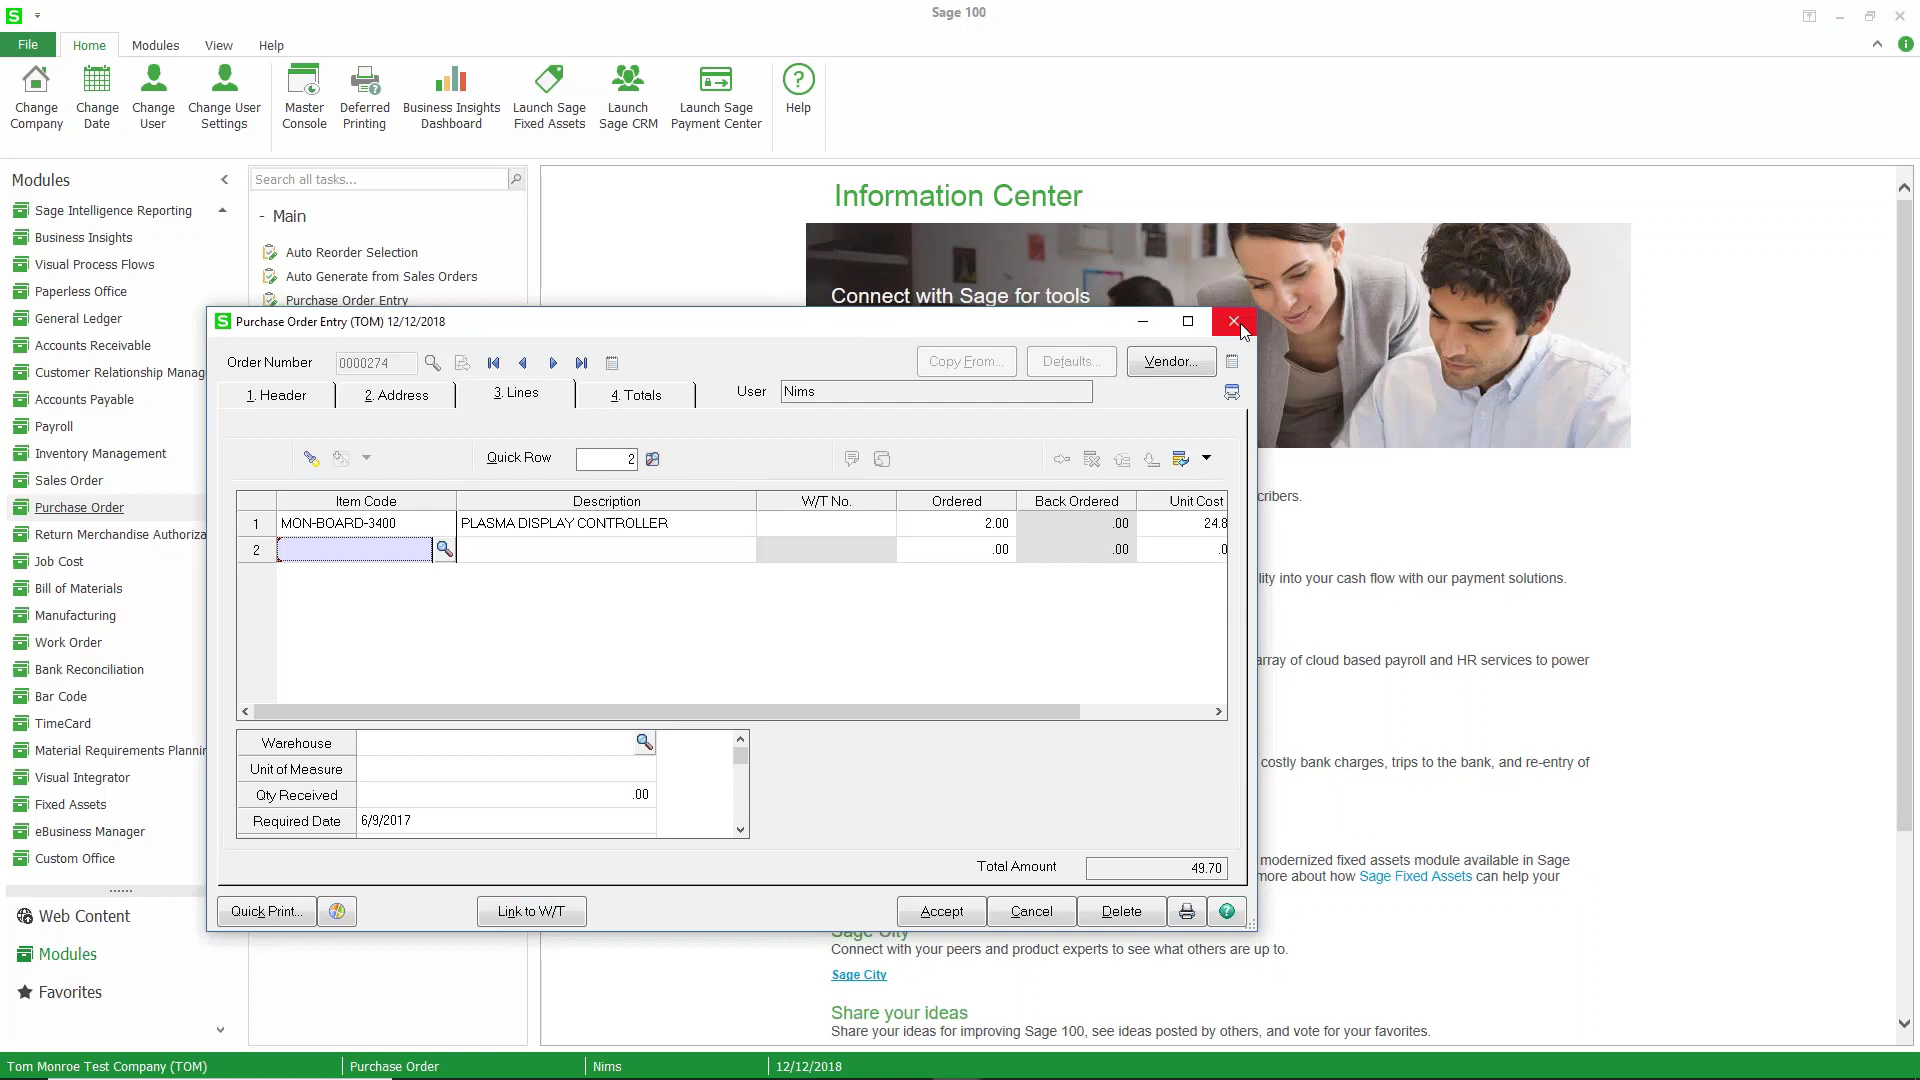 S
Sage 100
File Home Modules View Help
Change Company
Change Date
Change User
Change User Settings
Master Console
Deferred Printing
Business Insights Dashboard
Launch Sage Fixed Assets
Launch Sage CRM
Launch Sage Payment Center
Help
Modules
Sage Intelligence Reporting
Business Insights
Visual Process Flows
Paperless Office
General Ledger
Accounts Receivable
Customer Relationship Manag
Accounts Payable
Payroll
Inventory Management
Sales Order
Purchase Order
Return Merchandise Authoriza
Job Cost
Bill of Materials
Manufacturing
Work Order
Bank Reconciliation
Bar Code
TimeCard
Material Requirements Plannin
Visual Integrator
Fixed Assets
eBusiness Manager
Custom Office
Web Content
Modules
Favorites
Search all tasks...
- Main
Auto Reorder Selection
Auto Generate from Sales Orders
Purchase Order Entry
Information Center
Connect with Sage for tools
S Purchase Order Entry (TOM) 12/12/2018
Order Number 0000274
Copy From... Defaults... Vendor...
1. Header 2. Address 3. Lines 4. Totals
User Nims
Quick Row 2
Item Code Description W/T No. Ordered Back Ordered Unit Cost
1 MON-BOARD-3400 PLASMA DISPLAY CONTROLLER 2.00 .00 24.8
2 .00 .00 .0
Warehouse
Unit of Measure
Qty Received .00
Required Date 6/9/2017
Total Amount 49.70
Quick Print... Link to W/T Accept Cancel Delete
cribers.
lity into your cash flow with our payment solutions.
array of cloud based payroll and HR services to power
costly bank charges, trips to the bank, and re-entry of
modernized fixed assets module available in Sage
more about how Sage Fixed Assets can help your
Sage City
Connect with your peers and product experts to see what others are up to.
Sage City
Share your ideas
Share your ideas for improving Sage 100, see ideas posted by others, and vote for your favorites.
Tom Monroe Test Company (TOM) Purchase Order Nims 12/12/2018